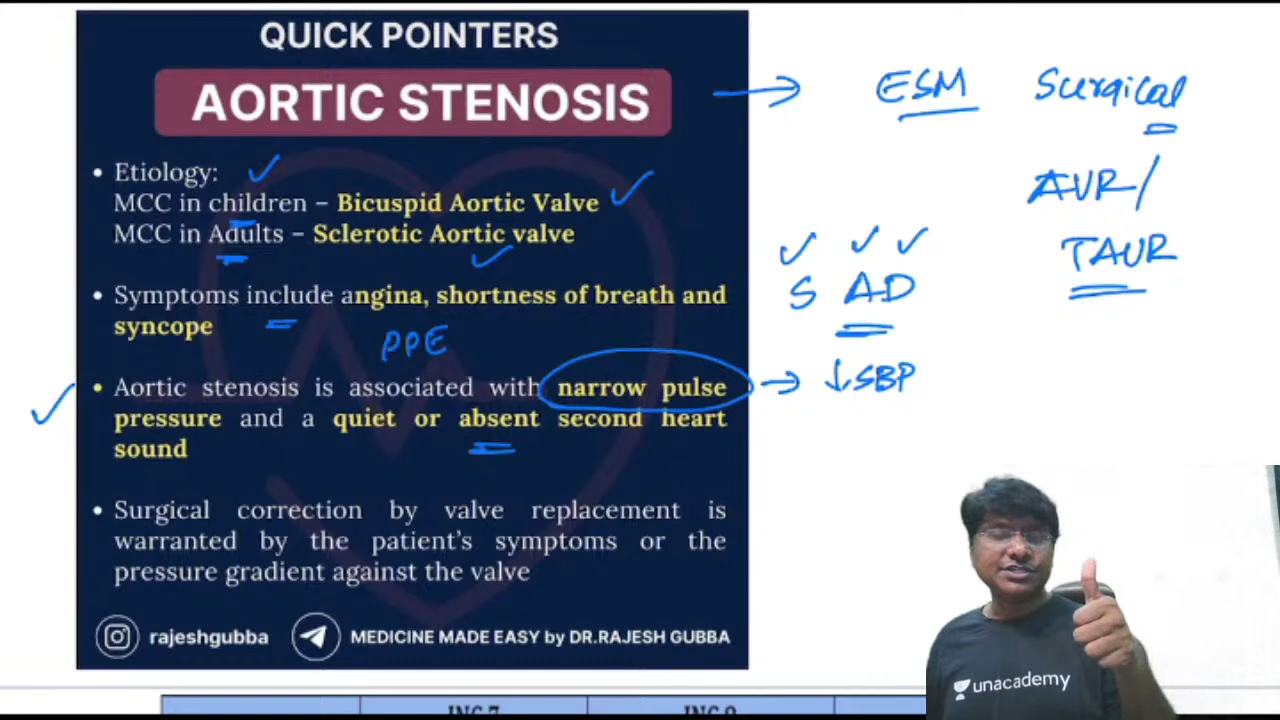 QUICK POINTERS
AORTIC STENOSIS
• Etiology:
MCC in children – Bicuspid Aortic Valve
MCC in Adults – Sclerotic Aortic valve
• Symptoms include angina, shortness of breath and
syncope
PPE
• Aortic stenosis is associated with narrow pulse
pressure and a quiet or absent second heart
sound
• Surgical correction by valve replacement is
warranted by the patient's symptoms or the
pressure gradient against the valve
rajeshgubba
MEDICINE MADE EASY by DR.RAJESH GUBBA
→ ESM Surgical
AVR/
TAVR
S AD
→ ↓SBP
unacademy